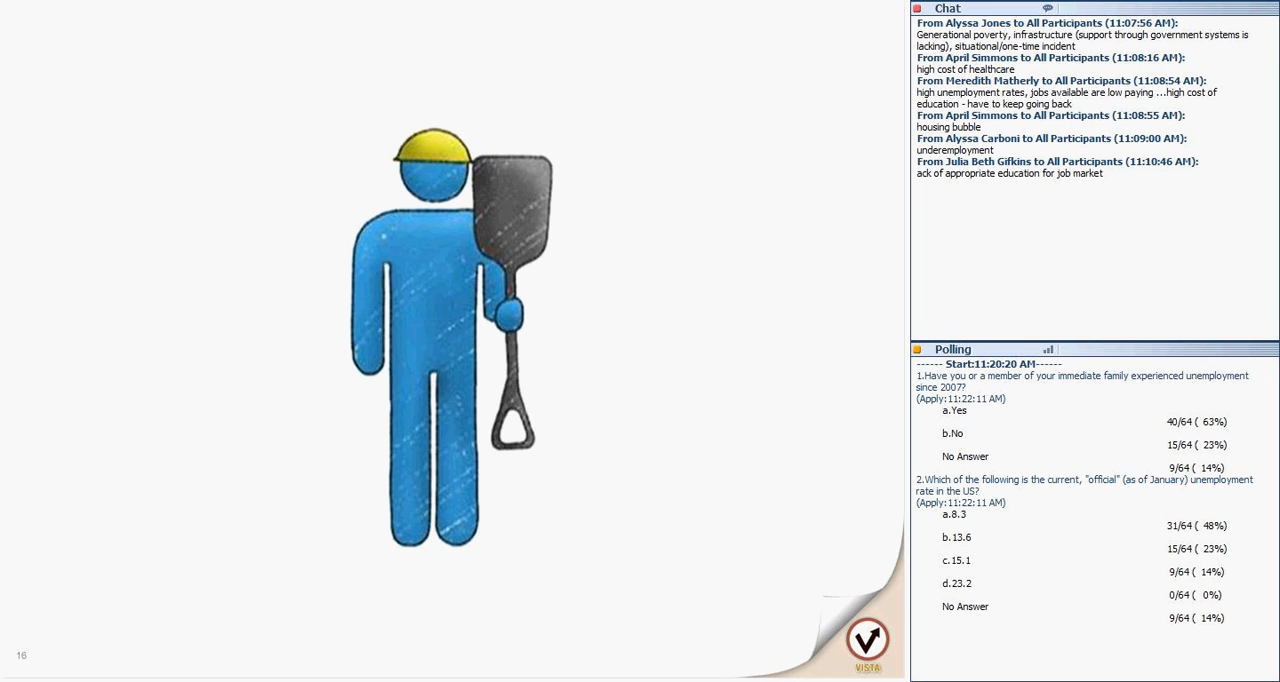 Chat
From Alyssa Jones to All Participants (11:07:56 AM):
Generational poverty, infrastructure (support through government systems is
lacking), situational/one-time incident
From April Simmons to All Participants (11:08:16 AM):
high cost of healthcare
From Meredith Matherly to All Participants (11:08:54 AM):
high unemployment rates, jobs available are low paying ...high cost of
education - have to keep going back
From April Simmons to All Participants (11:08:55 AM):
housing bubble
From Alyssa Carboni to All Participants (11:09:00 AM):
underemployment
From Julia Beth Gifkins to All Participants (11:10:46 AM):
ack of appropriate education for job market
Polling
------ Start:11:20:20 AM------
1.Have you or a member of your immediate family experienced unemployment
since 2007?
(Apply:11:22:11 AM)
a.Yes
40/64 ( 63%)
b.No
15/64 ( 23%)
No Answer
9/64 ( 14%)
2.Which of the following is the current, "official" (as of January) unemployment
rate in the US?
(Apply:11:22:11 AM)
a.8.3
31/64 ( 48%)
b.13.6
15/64 ( 23%)
c.15.1
9/64 ( 14%)
d.23.2
0/64 ( 0%)
No Answer
9/64 ( 14%)
16
VISTA